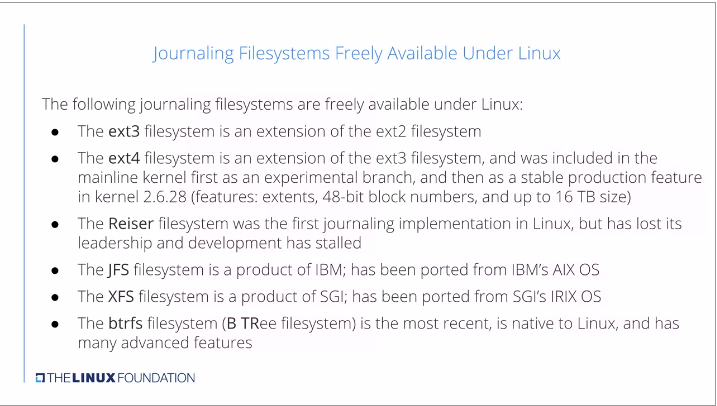 Journaling Filesystems Freely Available Under Linux
The following journaling filesystems are freely available under Linux:
● The ext3 filesystem is an extension of the ext2 filesystem
● The ext4 filesystem is an extension of the ext3 filesystem, and was included in the
mainline kernel first as an experimental branch, and then as a stable production feature
in kernel 2.6.28 (features: extents, 48-bit block numbers, and up to 16 TB size)
● The Reiser filesystem was the first journaling implementation in Linux, but has lost its
leadership and development has stalled
● The JFS filesystem is a product of IBM; has been ported from IBM's AIX OS
● The XFS filesystem is a product of SGI; has been ported from SGI's IRIX OS
● The btrfs filesystem (B TRee filesystem) is the most recent, is native to Linux, and has
many advanced features
THE LINUX FOUNDATION